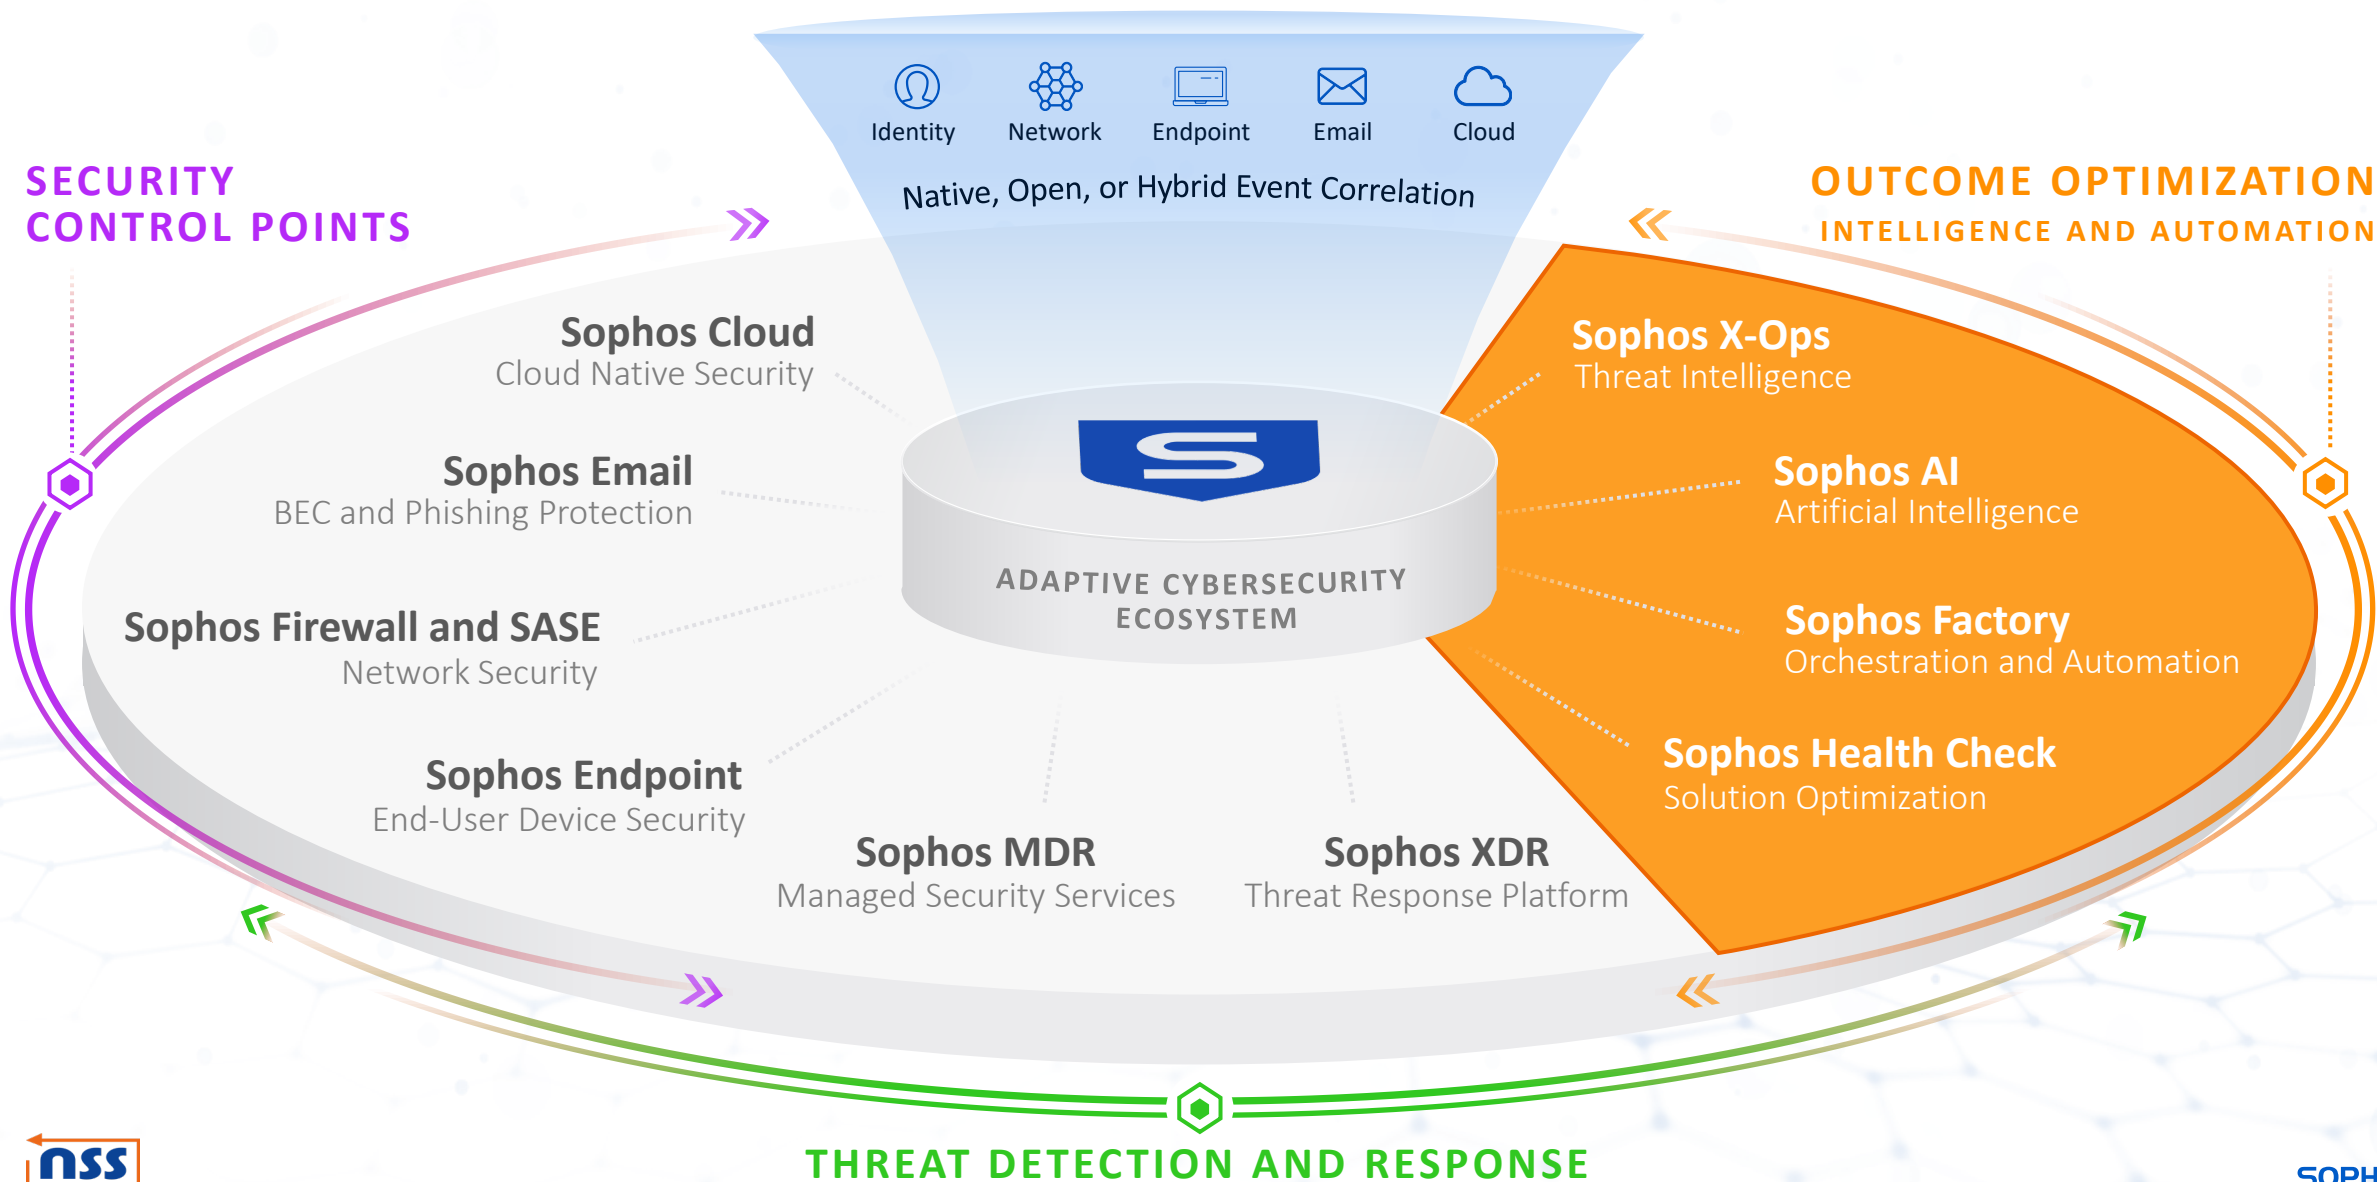 Identity
Network
Endpoint
Email
Cloud
Native, Open, or Hybrid Event Correlation
SECURITY
CONTROL POINTS
OUTCOME OPTIMIZATION
INTELLIGENCE AND AUTOMATION
Sophos Cloud
Cloud Native Security
Sophos Email
BEC and Phishing Protection
Sophos Firewall and SASE
Network Security
Sophos Endpoint
End-User Device Security
Sophos MDR
Managed Security Services
Sophos XDR
Threat Response Platform
Sophos X-Ops
Threat Intelligence
Sophos AI
Artificial Intelligence
Sophos Factory
Orchestration and Automation
Sophos Health Check
Solution Optimization
S
ADAPTIVE CYBERSECURITY
ECOSYSTEM
THREAT DETECTION AND RESPONSE
nss
SOPH